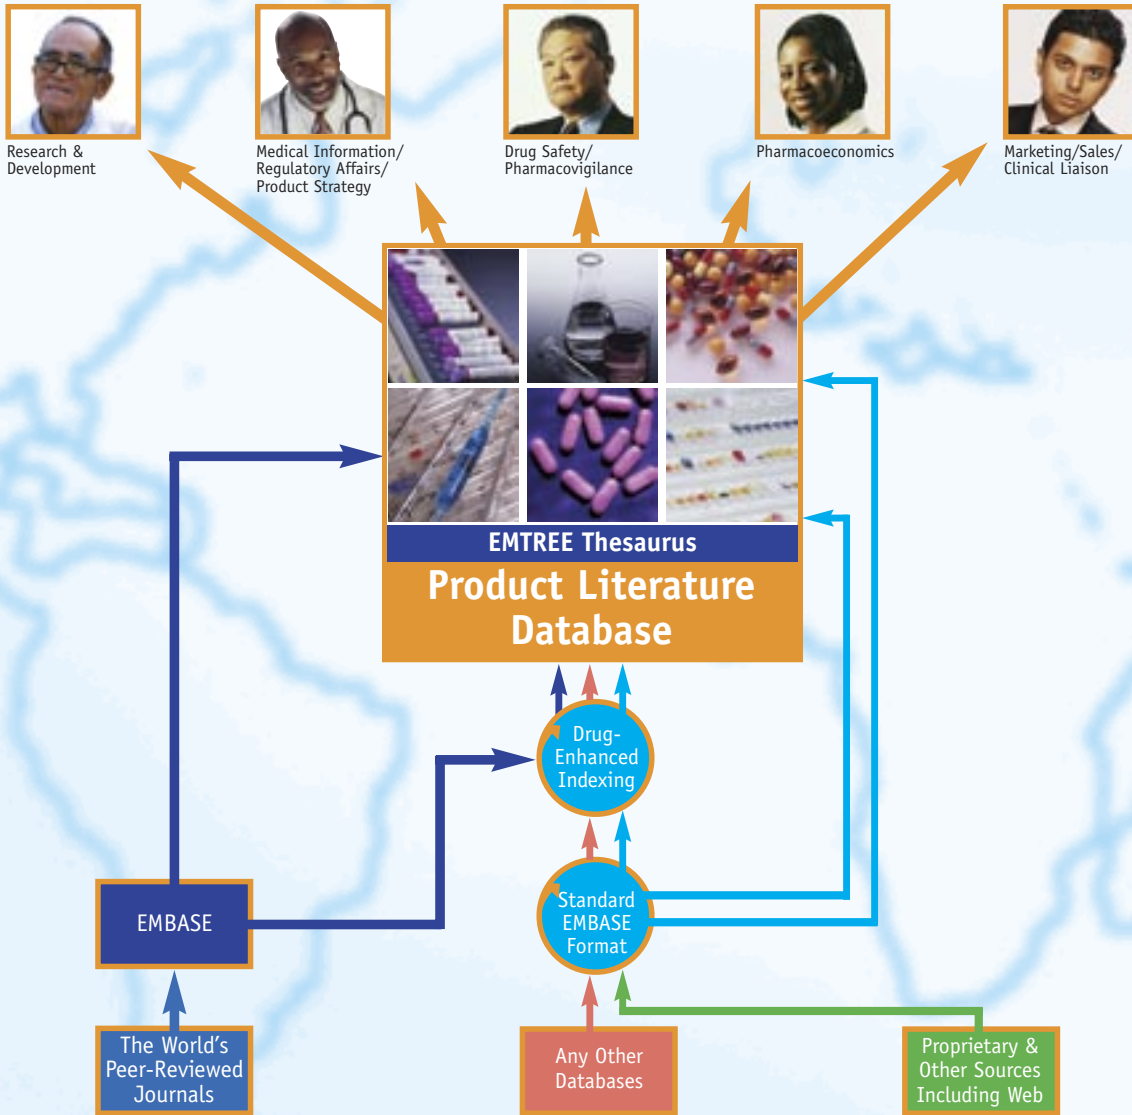 Research &
Development
Medical Information/
Regulatory Affairs/
Product Strategy
Drug Safety/
Pharmacovigilance
Pharmacoeconomics
Marketing/Sales/
Clinical Liaison
EMTREE Thesaurus
Product Literature
Database
Drug-
Enhanced
Indexing
Standard
EMBASE
Format
EMBASE
The World's
Peer-Reviewed
Journals
Any Other
Databases
Proprietary &
Other Sources
Including Web